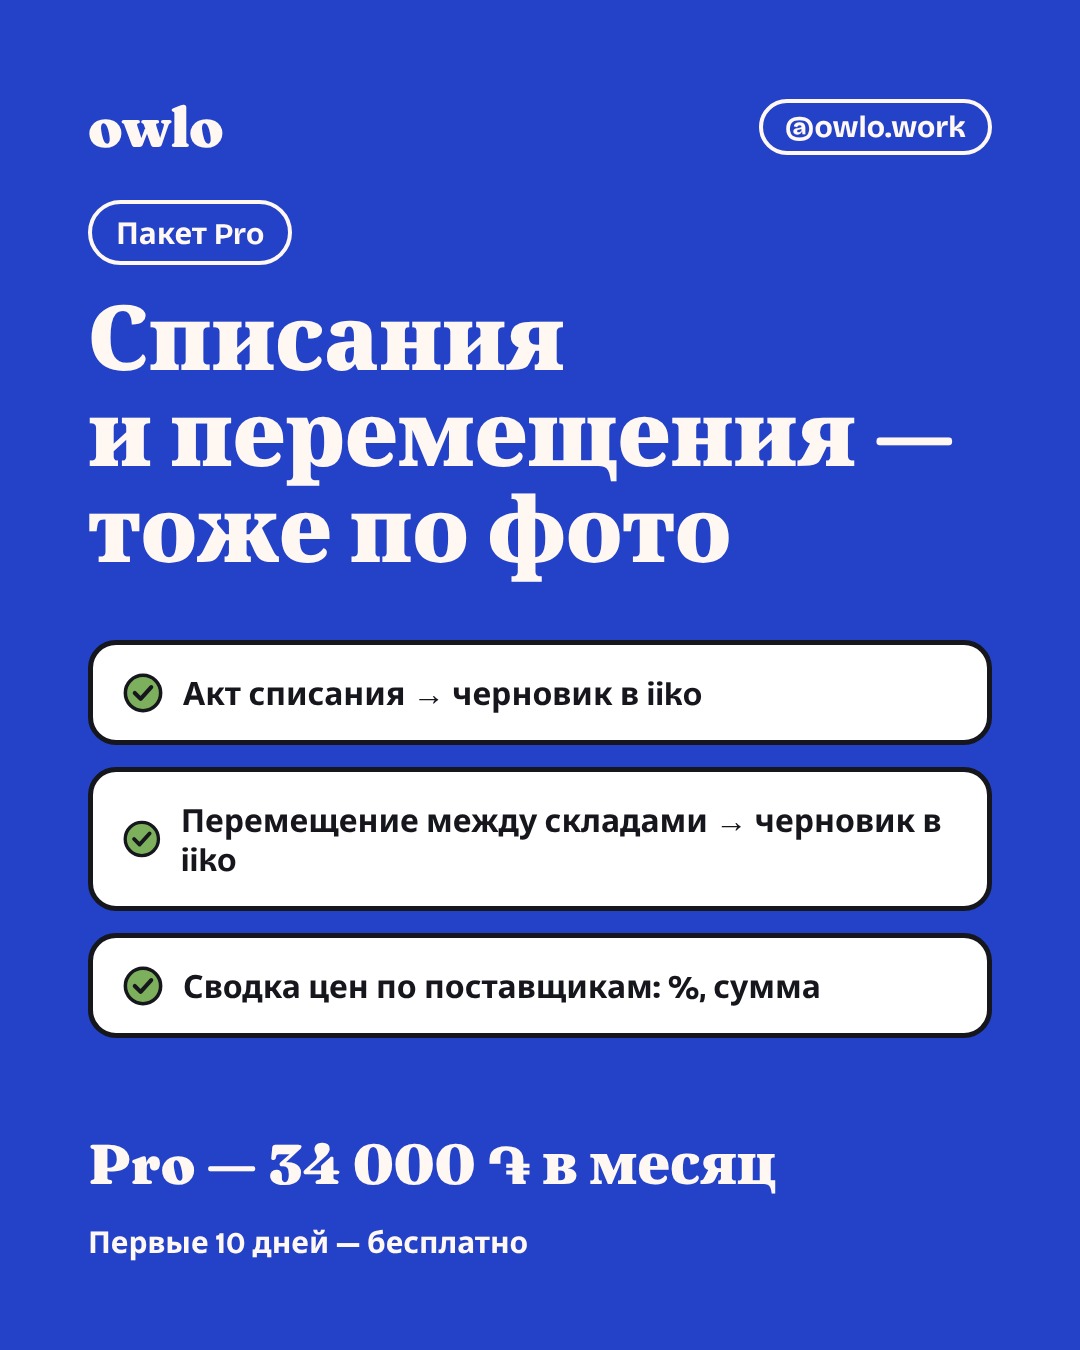 owlo
@owlo.work
Пакет Pro
Списания
и перемещения —
тоже по фото
Акт списания → черновик в iiko
Перемещение между складами → черновик в
iiko
Сводка цен по поставщикам: %, сумма
Pro — 34 000 ֏ в месяц
Первые 10 дней — бесплатно